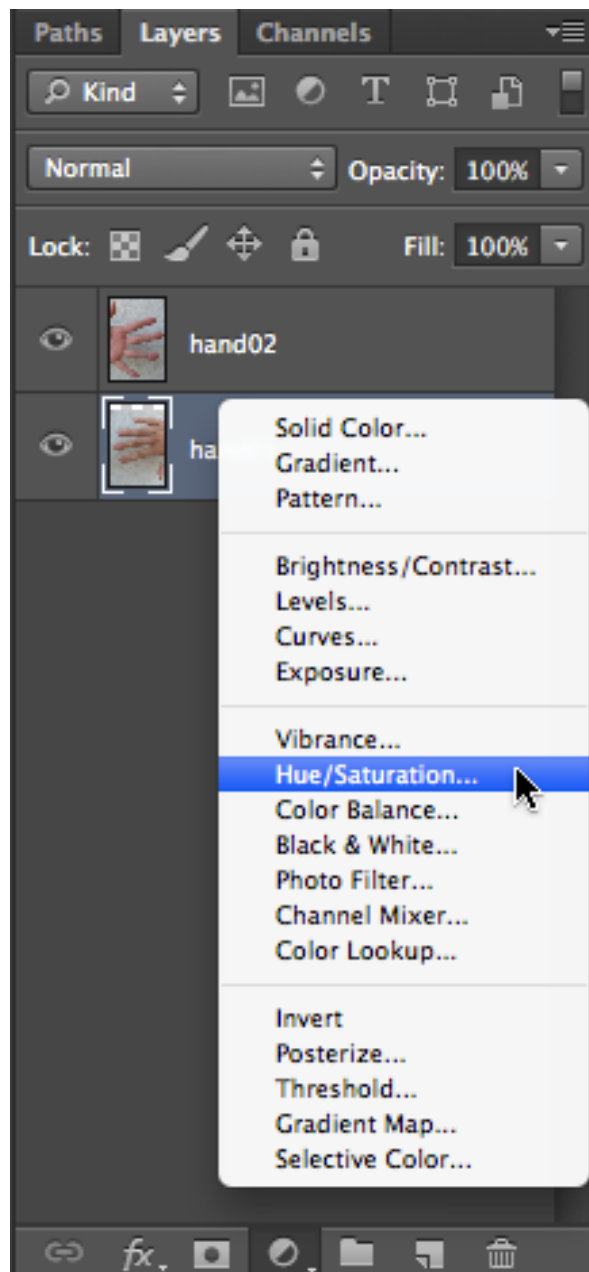 Paths Layers Channels
Kind T
Normal Opacity: 100%
Lock: Fill: 100%
hand02
ha
Solid Color...
Gradient...
Pattern...
Brightness/Contrast...
Levels...
Curves...
Exposure...
Vibrance...
Hue/Saturation...
Color Balance...
Black & White...
Photo Filter...
Channel Mixer...
Color Lookup...
Invert
Posterize...
Threshold...
Gradient Map...
Selective Color...
fx